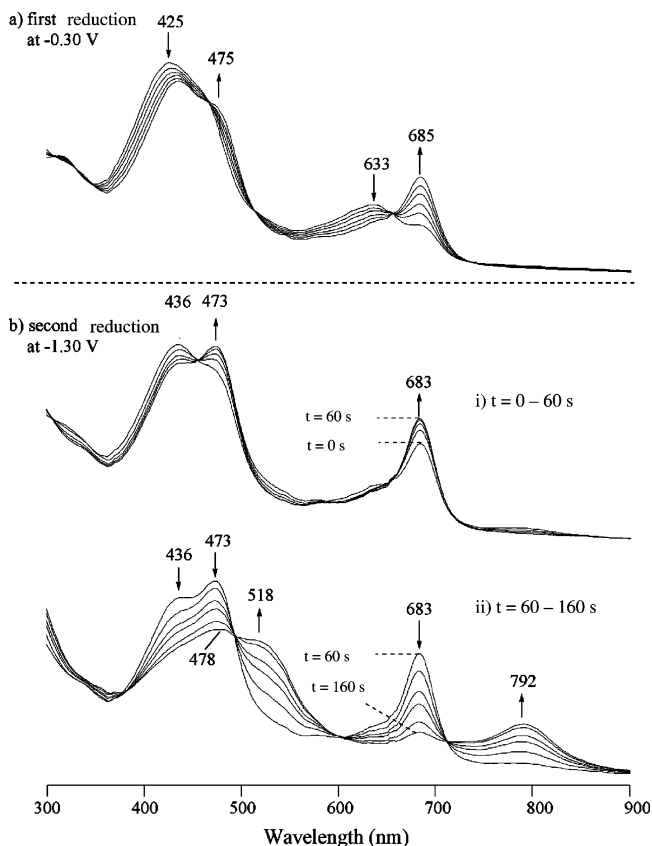 a) first reduction
at -0.30 V
425
475
633
685
b) second reduction
at -1.30 V
436 473
683
t = 60 s
t = 0 s
i) t = 0 – 60 s
436
473
518
478
683
t = 60 s
t = 160 s
ii) t = 60 – 160 s
792
300 400 500 600 700 800 900
Wavelength (nm)